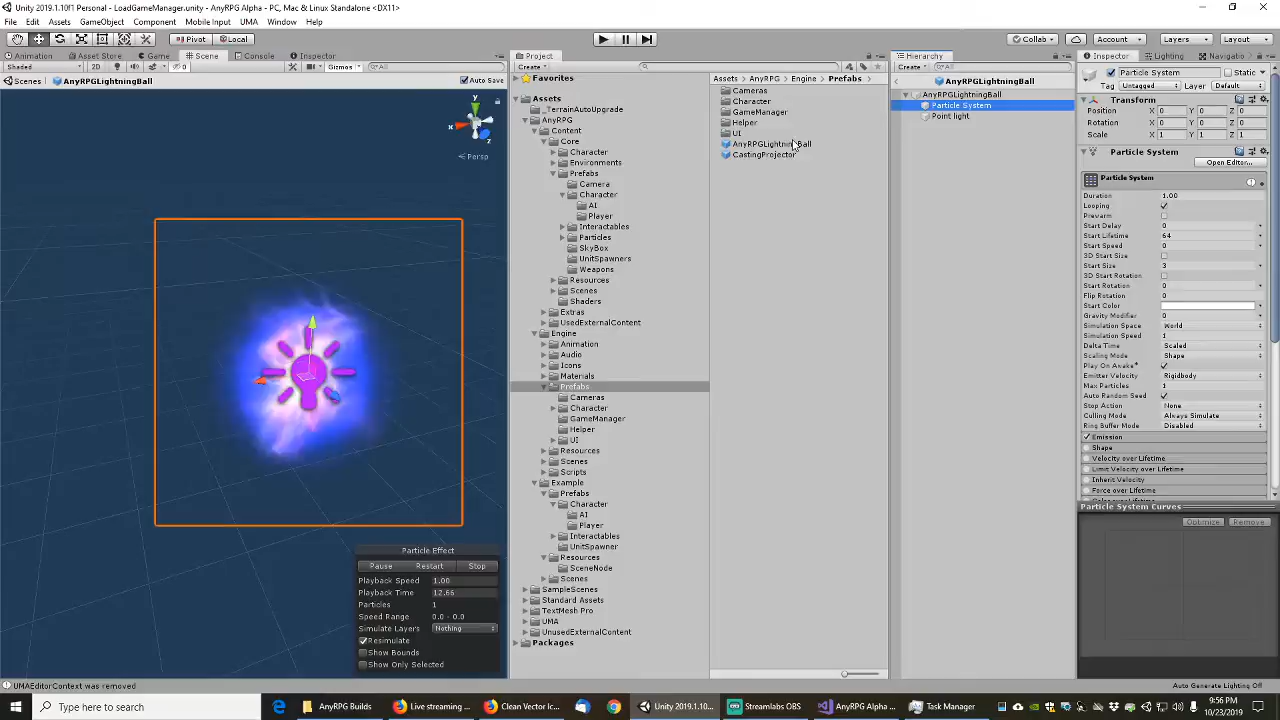 Unity 2019.1.10f1 Personal - LoadGameManager.unity - AnyRPG Alpha - PC, Mac & Linux Standalone <DX11>
File Edit Assets GameObject Component Mobile Input UMA Window Help
Pivot Local Collab Account Layers Layout
Animation Asset Store Game Scene Console Inspector
Shaded 2D Gizmos All
Scenes AnyRPGLightningBall Auto Save
y
x
z
Persp
Particle Effect
Pause Restart Stop
Playback Speed 1.00
Playback Time 12.66
Particles 1
Speed Range 0.0 - 0.0
Simulate Layers Nothing
Resimulate
Show Bounds
Show Only Selected
Project
Create
Favorites
Assets
_TerrainAutoUpgrade
AnyRPG
Content
Core
Character
Environments
Prefabs
Camera
Character
AI
Player
Interactables
Particles
SkyBox
UnitSpawners
Weapons
Resources
Scenes
Shaders
Extras
UsedExternalContent
Engine
Animation
Audio
Icons
Materials
Prefabs
Cameras
Character
GameManager
Helper
UI
Resources
Scenes
Scripts
Example
Prefabs
Character
AI
Player
Interactables
UnitSpawner
Resources
SceneNode
Scenes
SampleScenes
Standard Assets
TextMesh Pro
UMA
UnusedExternalContent
Packages
Assets AnyRPG Engine Prefabs
Cameras
Character
GameManager
Helper
UI
AnyRPGLightningBall
CastingProjector
Hierarchy
Create All
AnyRPGLightningBall
AnyRPGLightningBall
Particle System
Point light
Inspector Lighting Navigation
Particle System Static
Tag Untagged Layer Default
Transform
Position X 0 Y 0 Z 0
Rotation X 0 Y 0 Z 0
Scale X 1 Y 1 Z 1
Particle System
Open Editor...
Particle System
Duration 1.00
Looping
Prewarm
Start Delay 0
Start Lifetime 64
Start Speed 0
3D Start Size
Start Size 3
3D Start Rotation
Start Rotation 0
Flip Rotation 0
Start Color
Gravity Modifier 0
Simulation Space World
Simulation Speed 1
Delta Time Scaled
Scaling Mode Shape
Play On Awake*
Emitter Velocity Rigidbody
Max Particles 1
Auto Random Seed
Stop Action None
Culling Mode Always Simulate
Ring Buffer Mode Disabled
Emission
Shape
Velocity over Lifetime
Limit Velocity over Lifetime
Inherit Velocity
Force over Lifetime
Particle System Curves
Optimize Remove
UMAEditorContext was removed
Auto Generate Lighting Off
Type here to search
AnyRPG Builds
Live streaming ...
Clean Vector Ic...
Unity 2019.1.10...
Streamlabs OBS
AnyRPG Alpha ...
Task Manager
9:56 PM
10/23/2019